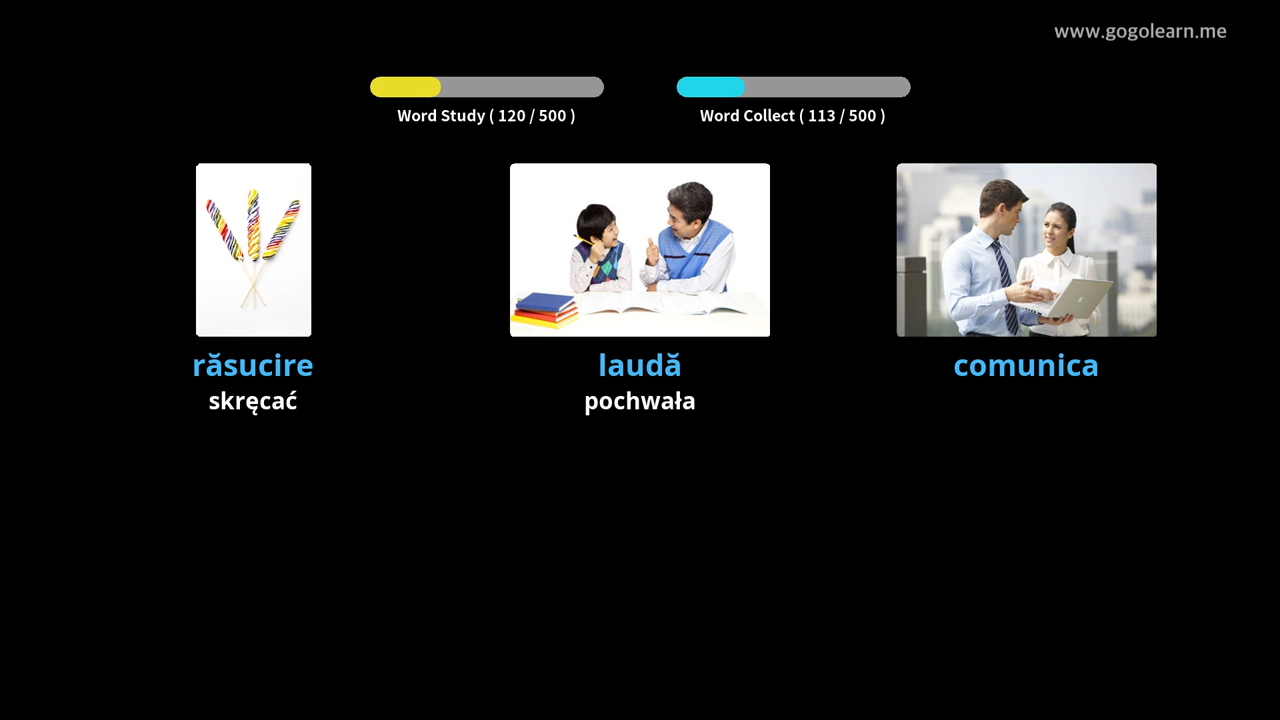 www.gogolearn.me
Word Study ( 120 / 500 )
Word Collect ( 113 / 500 )
răsucire
skręcać
laudă
pochwała
comunica